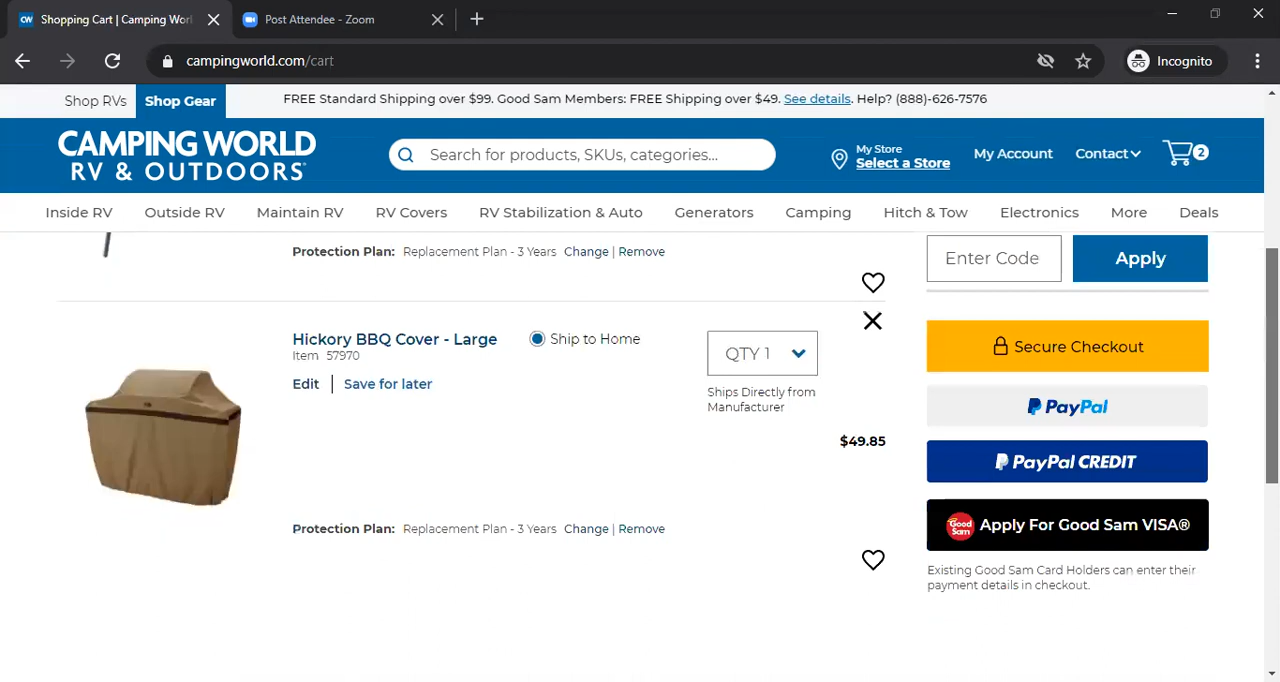 Shopping Cart | Camping Worl
Post Attendee - Zoom
campingworld.com/cart
Incognito
Shop RVs
Shop Gear
FREE Standard Shipping over $99. Good Sam Members: FREE Shipping over $49. See details. Help? (888)-626-7576
CAMPING WORLD
RV & OUTDOORS
Search for products, SKUs, categories...
My Store
Select a Store
My Account
Contact
2
Inside RV
Outside RV
Maintain RV
RV Covers
RV Stabilization & Auto
Generators
Camping
Hitch & Tow
Electronics
More
Deals
Protection Plan: Replacement Plan - 3 Years Change | Remove
Enter Code
Apply
Hickory BBQ Cover - Large
Item 57970
Edit | Save for later
Ship to Home
QTY 1
Ships Directly from
Manufacturer
$49.85
Protection Plan: Replacement Plan - 3 Years Change | Remove
Secure Checkout
PayPal
PayPal CREDIT
Good
Sam
Apply For Good Sam VISA®
Existing Good Sam Card Holders can enter their
payment details in checkout.